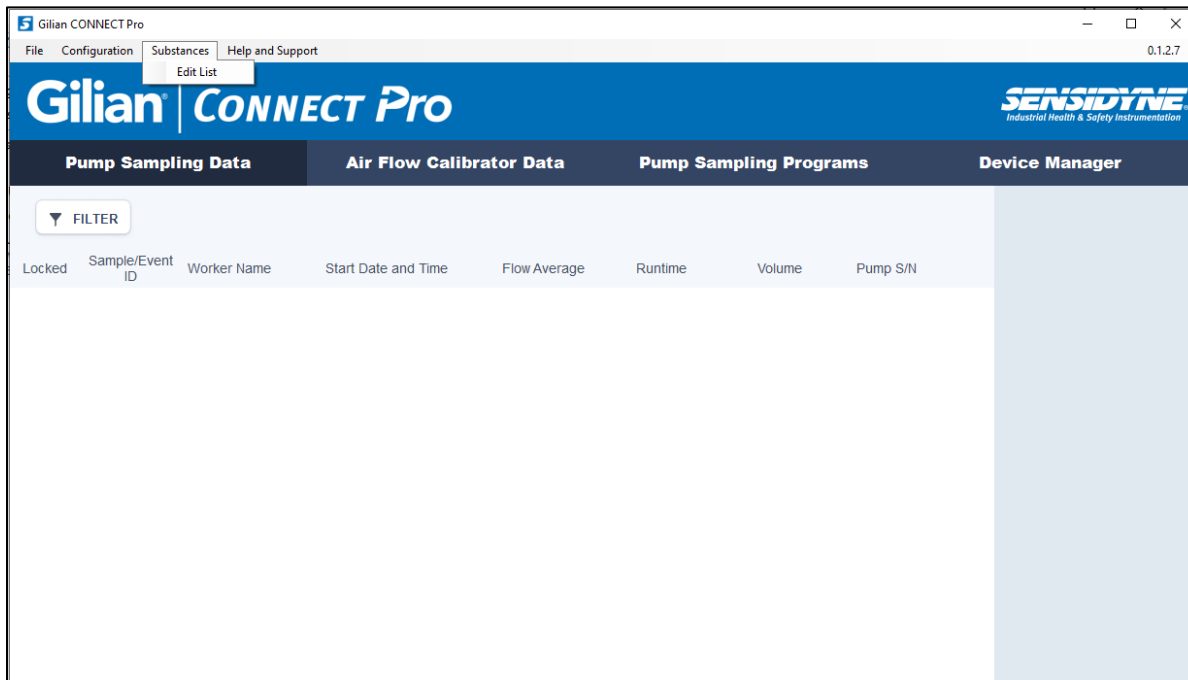 Gilian CONNECT Pro
File Configuration Substances Help and Support 0.1.2.7
Edit List
Gilian® CONNECT Pro
SENSIDYNE®
Industrial Health & Safety Instrumentation
Pump Sampling Data Air Flow Calibrator Data Pump Sampling Programs Device Manager
FILTER
Locked Sample/Event ID Worker Name Start Date and Time Flow Average Runtime Volume Pump S/N